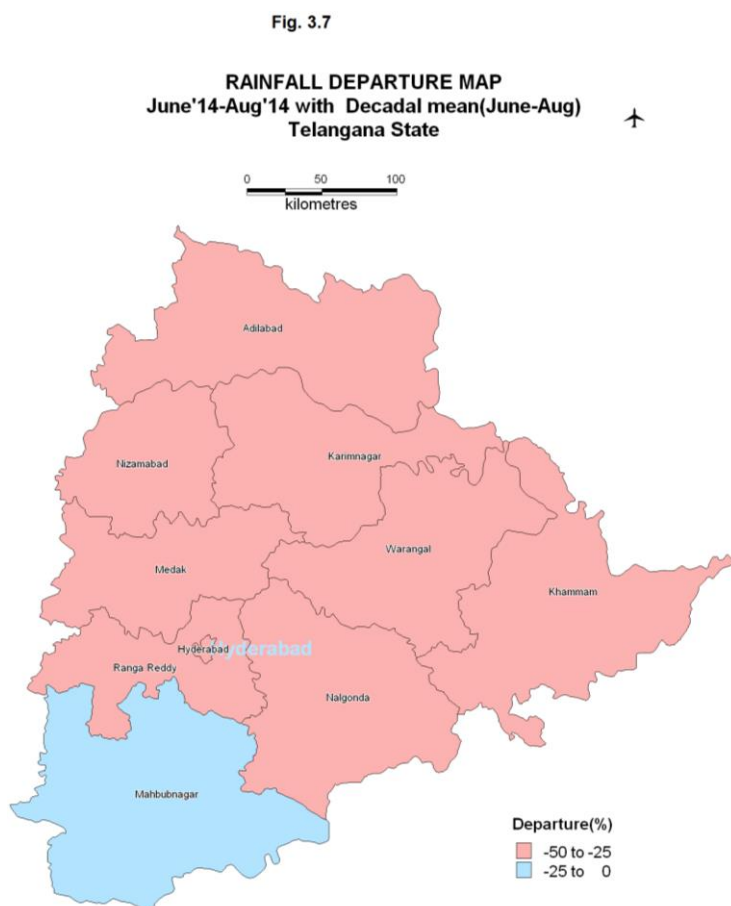 Fig. 3.7
RAINFALL DEPARTURE MAP
June'14-Aug'14 with Decadal mean(June-Aug)
Telangana State
0 50 100
kilometres
Adilabad
Nizamabad
Karimnagar
Warangal
Medak
Khammam
Hyderabad
Hyderabad
Ranga Reddy
Nalgonda
Mahbubnagar
Departure(%)
-50 to -25
-25 to 0